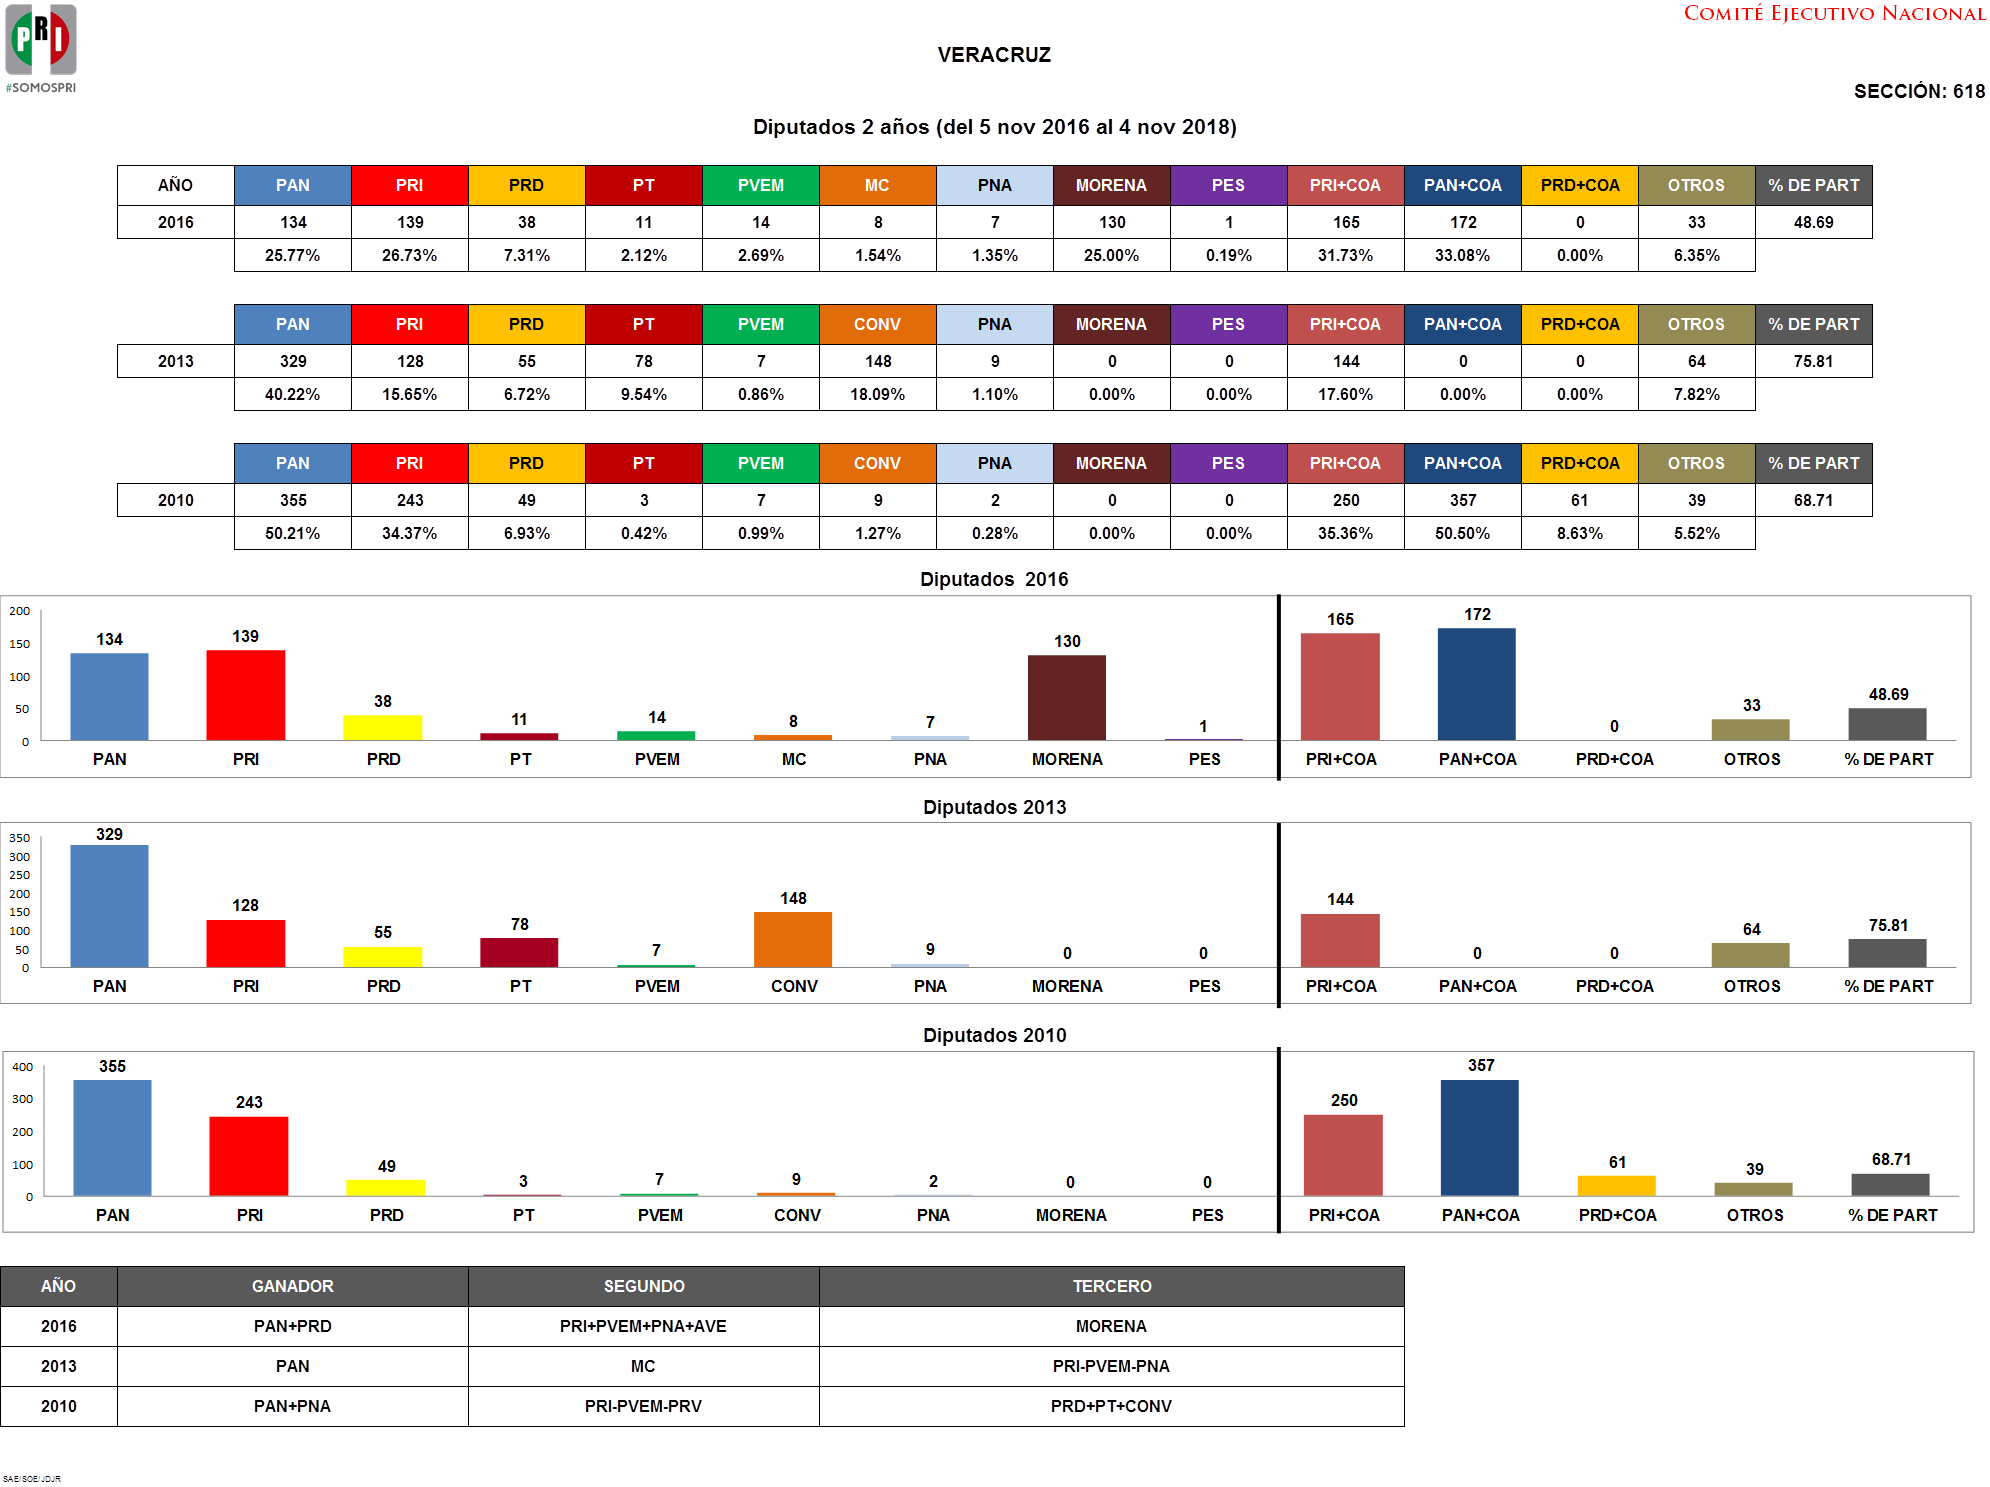 PRI
#SOMOSPRI
COMITÉ EJECUTIVO NACIONAL
VERACRUZ
SECCIÓN: 618
Diputados 2 años (del 5 nov 2016 al 4 nov 2018)
AÑO PAN PRI PRD PT PVEM MC PNA MORENA PES PRI+COA PAN+COA PRD+COA OTROS % DE PART
2016 134 139 38 11 14 8 7 130 1 165 172 0 33 48.69
25.77% 26.73% 7.31% 2.12% 2.69% 1.54% 1.35% 25.00% 0.19% 31.73% 33.08% 0.00% 6.35%
PAN PRI PRD PT PVEM CONV PNA MORENA PES PRI+COA PAN+COA PRD+COA OTROS % DE PART
2013 329 128 55 78 7 148 9 0 0 144 0 0 64 75.81
40.22% 15.65% 6.72% 9.54% 0.86% 18.09% 1.10% 0.00% 0.00% 17.60% 0.00% 0.00% 7.82%
PAN PRI PRD PT PVEM CONV PNA MORENA PES PRI+COA PAN+COA PRD+COA OTROS % DE PART
2010 355 243 49 3 7 9 2 0 0 250 357 61 39 68.71
50.21% 34.37% 6.93% 0.42% 0.99% 1.27% 0.28% 0.00% 0.00% 35.36% 50.50% 8.63% 5.52%
Diputados 2016
200
150
100
50
0
134 139 38 11 14 8 7 130 1 165 172 0 33 48.69
PAN PRI PRD PT PVEM MC PNA MORENA PES PRI+COA PAN+COA PRD+COA OTROS % DE PART
Diputados 2013
350
300
250
200
150
100
50
0
329 128 55 78 7 148 9 0 0 144 0 0 64 75.81
PAN PRI PRD PT PVEM CONV PNA MORENA PES PRI+COA PAN+COA PRD+COA OTROS % DE PART
Diputados 2010
400
300
200
100
0
355 243 49 3 7 9 2 0 0 250 357 61 39 68.71
PAN PRI PRD PT PVEM CONV PNA MORENA PES PRI+COA PAN+COA PRD+COA OTROS % DE PART
AÑO GANADOR SEGUNDO TERCERO
2016 PAN+PRD PRI+PVEM+PNA+AVE MORENA
2013 PAN MC PRI-PVEM-PNA
2010 PAN+PNA PRI-PVEM-PRV PRD+PT+CONV
SAE/SOE/JDJR